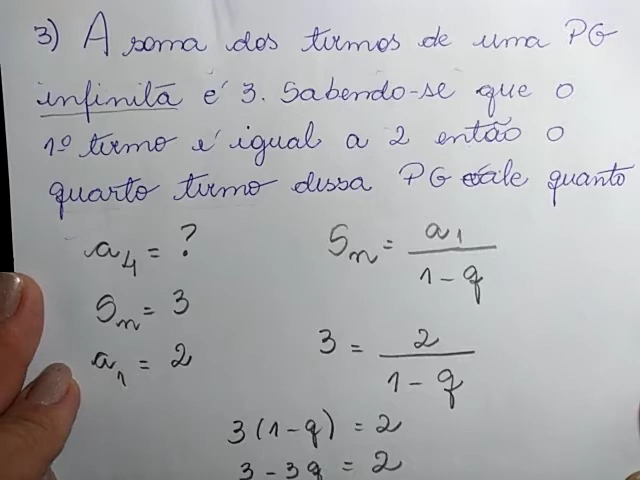 3) A soma dos termos de uma PG
infinita é 3. Sabendo-se que o
1º termo é igual a 2 então o
quarto termo dessa PG vale quanto
a₄ = ?
Sₙ = 3
a₁ = 2
Sₙ = a₁ / 1 - q
3 = 2 / 1 - q
3(1-q) = 2
3 - 3q = 2